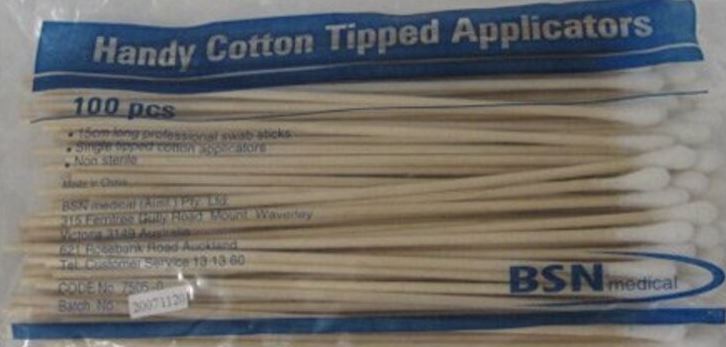 Handy Cotton Tipped Applicators
100 pcs
• 15cm long professional swab sticks
• Single tipped cotton applicators
• Non sterile
Made in China
BSN medical (Aust.) Pty. Ltd.
315 Ferntree Gully Road Mount Waverley
Victoria 3149 Australia
621 Rosebank Road Auckland
Tel. Customer Service 13 13 60
CODE No. 7505-0
Batch No. 20071120
BSN medical